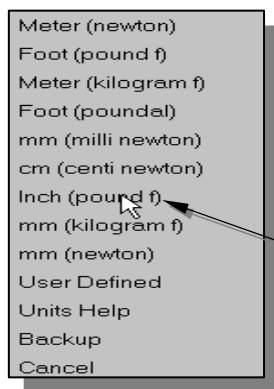 Meter (newton)
Foot (pound f)
Meter (kilogram f)
Foot (poundal)
mm (milli newton)
cm (centi newton)
Inch (pound f)
mm (kilogram f)
mm (newton)
User Defined
Units Help
Backup
Cancel